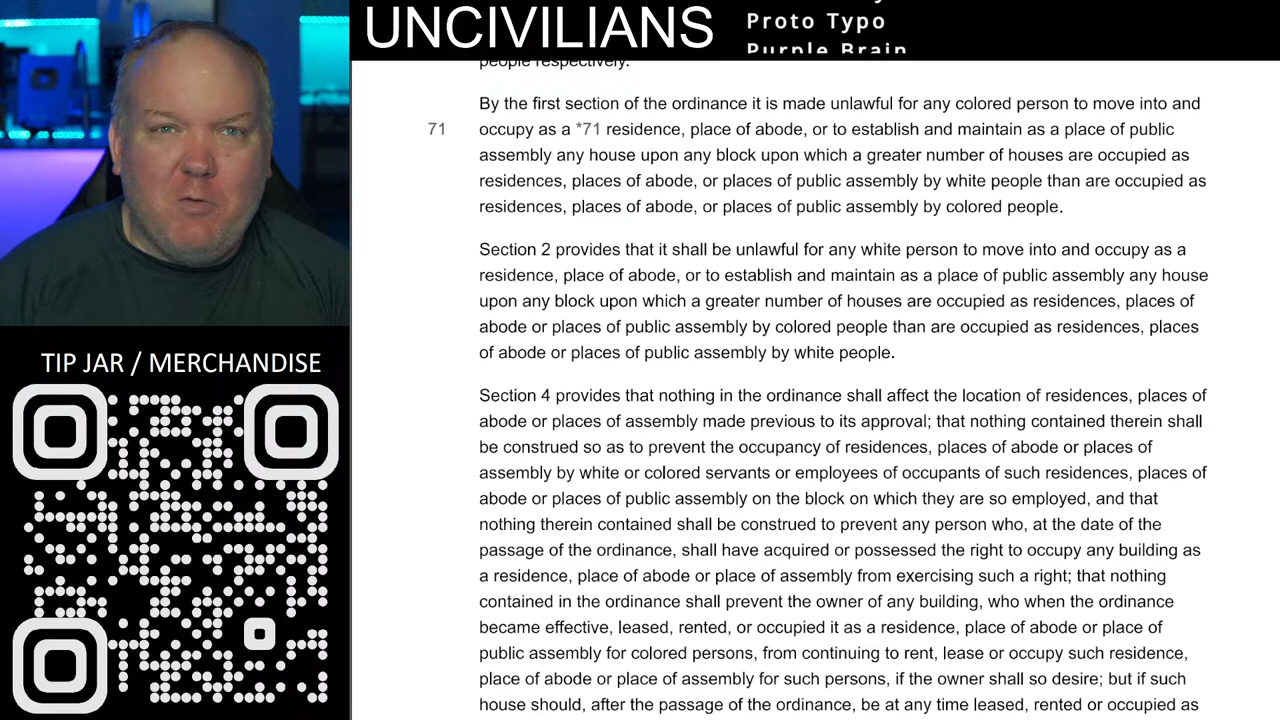 UNCIVILIANS
Proto Typo
Purple Brain
people respectively.
By the first section of the ordinance it is made unlawful for any colored person to move into and
71
occupy as a *71 residence, place of abode, or to establish and maintain as a place of public
assembly any house upon any block upon which a greater number of houses are occupied as
residences, places of abode, or places of public assembly by white people than are occupied as
residences, places of abode, or places of public assembly by colored people.
Section 2 provides that it shall be unlawful for any white person to move into and occupy as a
residence, place of abode, or to establish and maintain as a place of public assembly any house
upon any block upon which a greater number of houses are occupied as residences, places of
abode or places of public assembly by colored people than are occupied as residences, places
of abode or places of public assembly by white people.
Section 4 provides that nothing in the ordinance shall affect the location of residences, places of
abode or places of assembly made previous to its approval; that nothing contained therein shall
be construed so as to prevent the occupancy of residences, places of abode or places of
assembly by white or colored servants or employees of occupants of such residences, places of
abode or places of public assembly on the block on which they are so employed, and that
nothing therein contained shall be construed to prevent any person who, at the date of the
passage of the ordinance, shall have acquired or possessed the right to occupy any building as
a residence, place of abode or place of assembly from exercising such a right; that nothing
contained in the ordinance shall prevent the owner of any building, who when the ordinance
became effective, leased, rented, or occupied it as a residence, place of abode or place of
public assembly for colored persons, from continuing to rent, lease or occupy such residence,
place of abode or place of assembly for such persons, if the owner shall so desire; but if such
house should, after the passage of the ordinance, be at any time leased, rented or occupied as
TIP JAR / MERCHANDISE